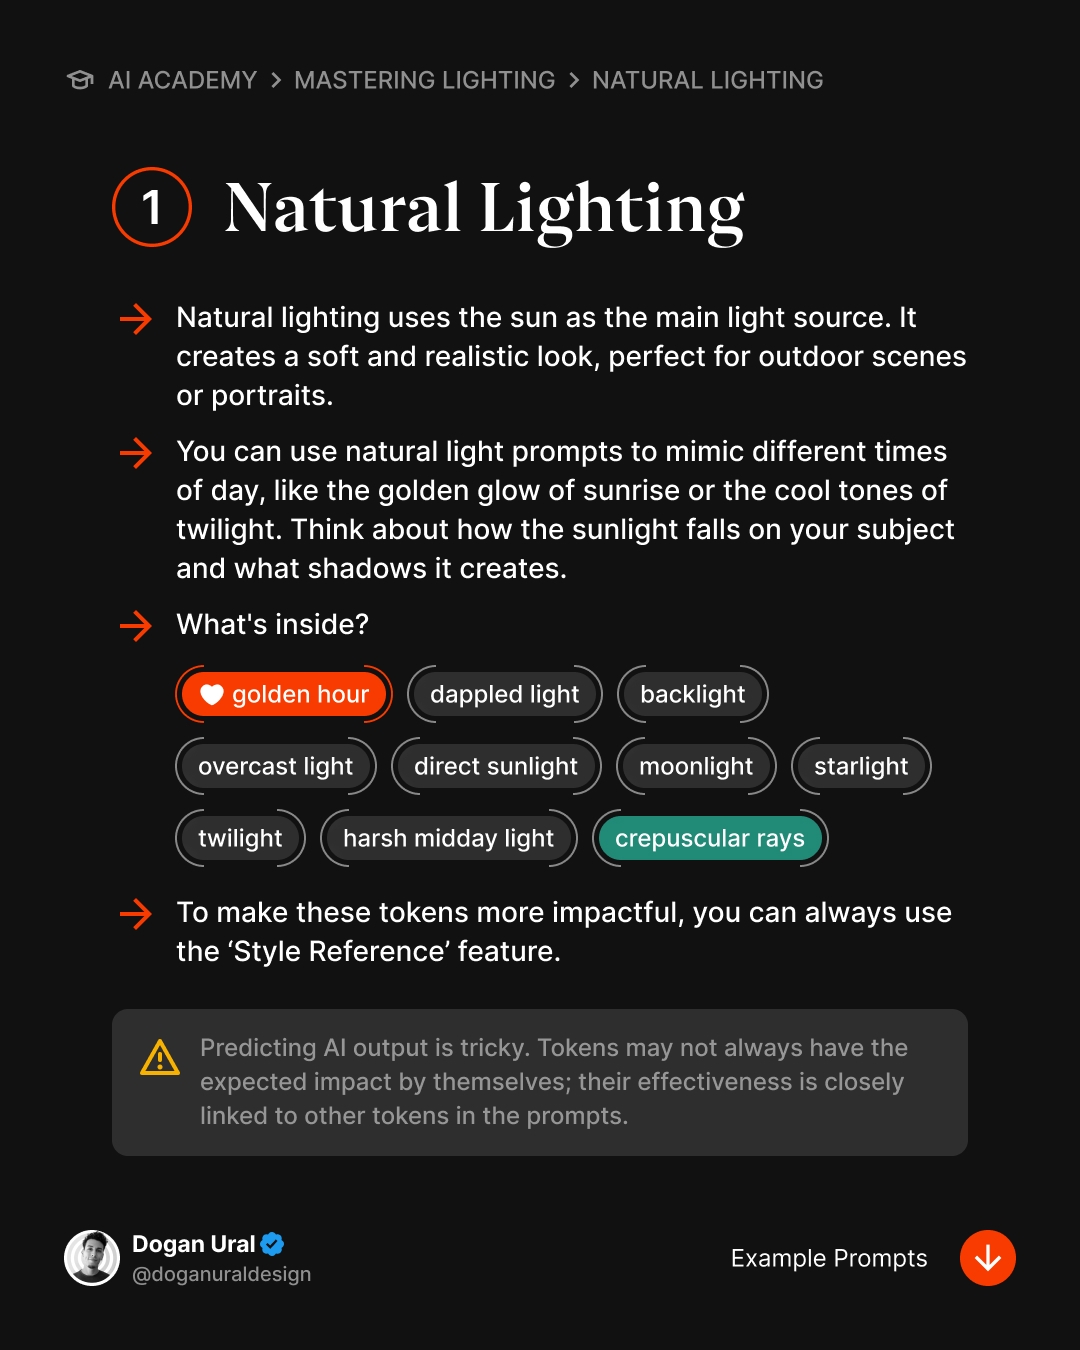 AI ACADEMY > MASTERING LIGHTING > NATURAL LIGHTING
1 Natural Lighting
Natural lighting uses the sun as the main light source. It
creates a soft and realistic look, perfect for outdoor scenes
or portraits.
You can use natural light prompts to mimic different times
of day, like the golden glow of sunrise or the cool tones of
twilight. Think about how the sunlight falls on your subject
and what shadows it creates.
What's inside?
golden hour dappled light backlight
overcast light direct sunlight moonlight starlight
twilight harsh midday light crepuscular rays
To make these tokens more impactful, you can always use
the ‘Style Reference’ feature.
Predicting AI output is tricky. Tokens may not always have the
expected impact by themselves; their effectiveness is closely
linked to other tokens in the prompts.
Dogan Ural
@doganuraldesign
Example Prompts